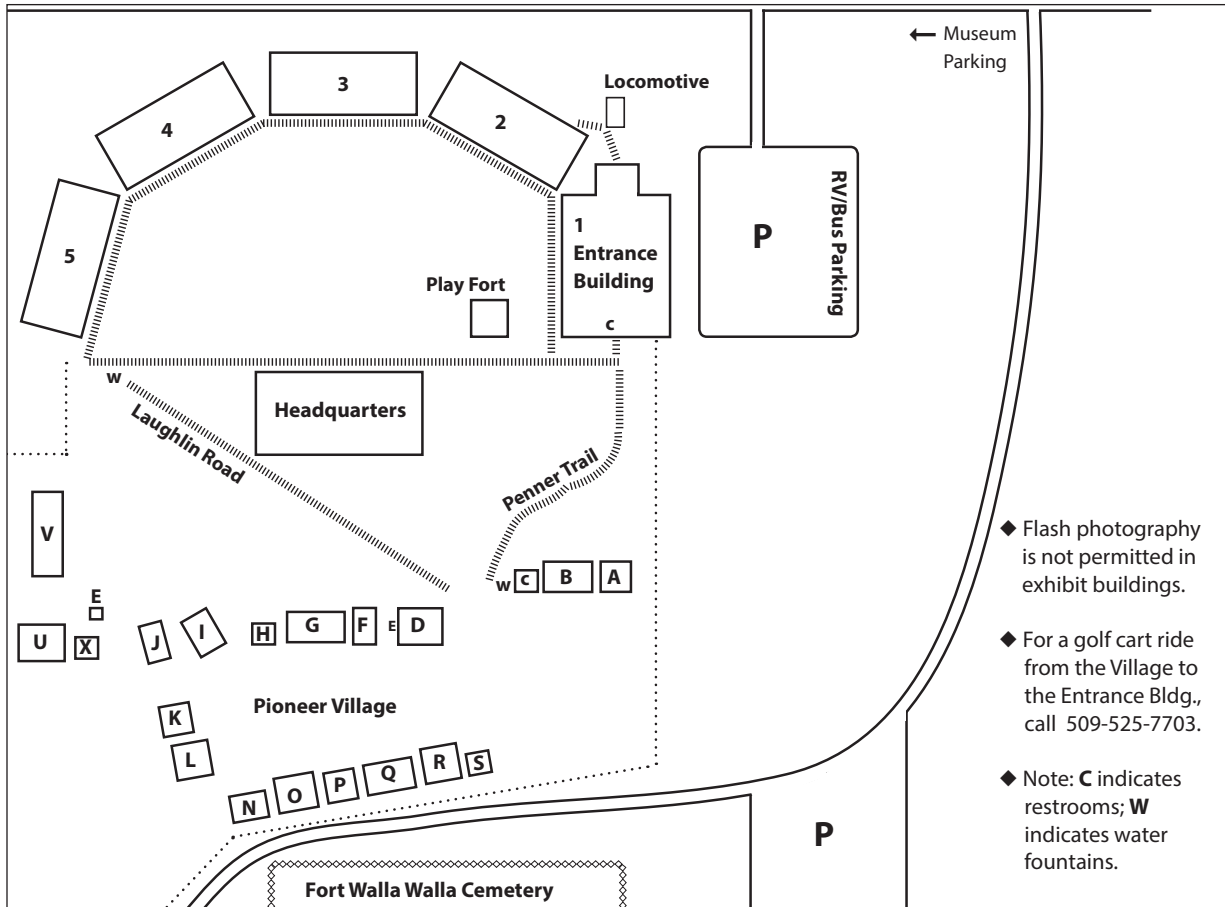 ← Museum
Parking
3
Locomotive
2
4
RV/Bus Parking
P
1
Entrance
Building
5
Play Fort
C
W
Headquarters
Laughlin Road
Penner Trail
V
◆ Flash photography
is not permitted in
exhibit buildings.
W
C
B
A
E
U
X
J
I
H
G
F
E
D
◆ For a golf cart ride
from the Village to
the Entrance Bldg.,
call 509-525-7703.
Pioneer Village
K
L
N
O
P
Q
R
S
◆ Note: C indicates
restrooms; W
indicates water
fountains.
P
Fort Walla Walla Cemetery